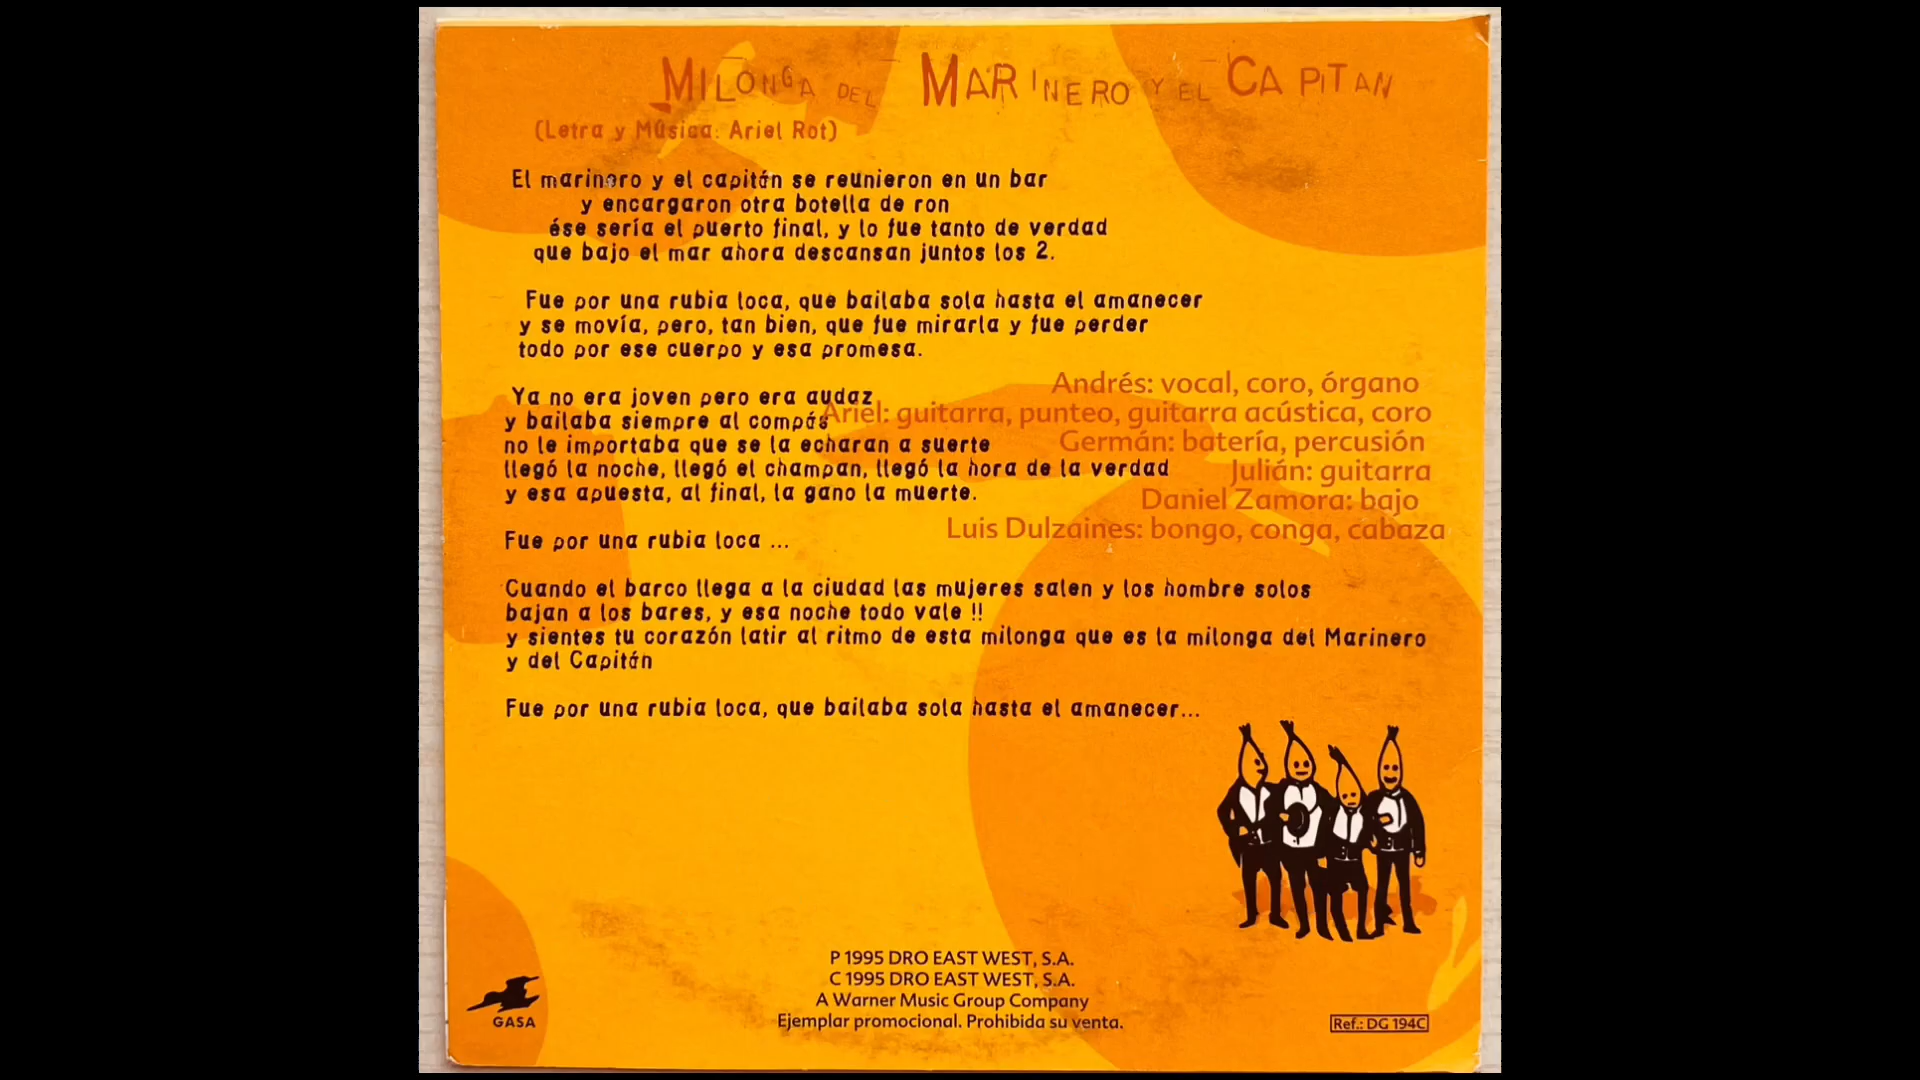 MILONGA DEL MARINERO Y EL CAPITAN
(Letra y Música: Ariel Rot)
El marinero y el capitán se reunieron en un bar
y encargaron otra botella de ron
ése sería el puerto final, y lo fue tanto de verdad
que bajo el mar ahora descansan juntos los 2.
Fue por una rubia loca, que bailaba sola hasta el amanecer
y se movía, pero, tan bien, que fue mirarla y fue perder
todo por ese cuerpo y esa promesa.
Ya no era joven pero era audaz
y bailaba siempre al compás
no le importaba que se la echaran a suerte
llegó la noche, llegó el champan, llegó la hora de la verdad
y esa apuesta, al final, la gano la muerte.
Fue por una rubia loca ...
Cuando el barco llega a la ciudad las mujeres salen y los hombre solos
bajan a los bares, y esa noche todo vale !!
y sientes tu corazón latir al ritmo de esta milonga que es la milonga del Marinero
y del Capitán
Fue por una rubia loca, que bailaba sola hasta el amanecer...
Andrés: vocal, coro, órgano
Ariel: guitarra, punteo, guitarra acústica, coro
Germán: batería, percusión
Julián: guitarra
Daniel Zamora: bajo
Luis Dulzaines: bongo, conga, cabaza
P 1995 DRO EAST WEST, S.A.
C 1995 DRO EAST WEST, S.A.
A Warner Music Group Company
Ejemplar promocional. Prohibida su venta.
GASA
Ref.: DG 194C